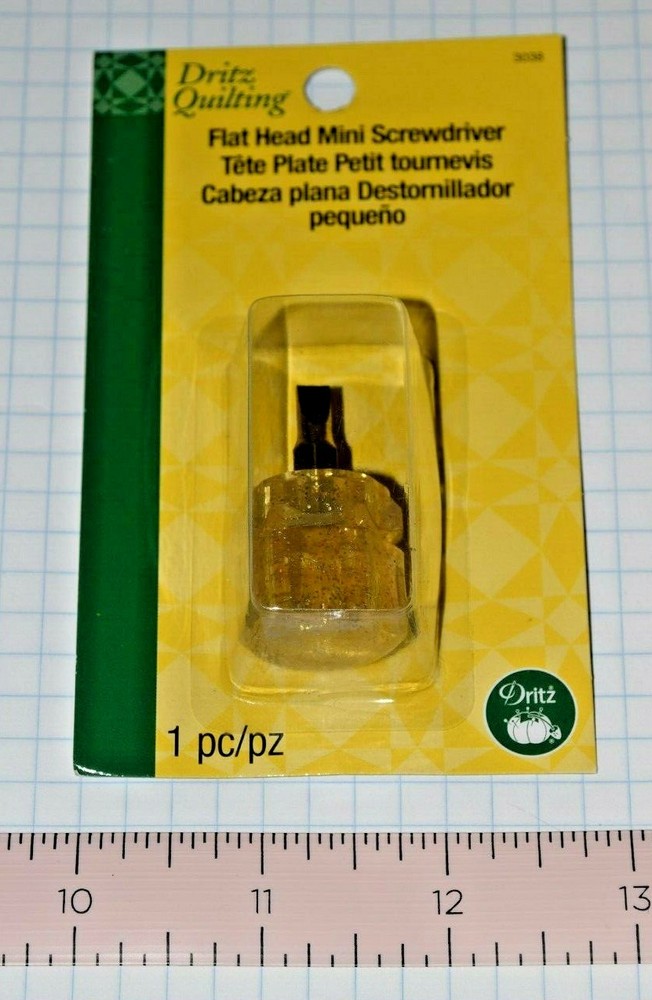 3038
Dritz
Quilting
Flat Head Mini Screwdriver
Tête Plate Petit tournevis
Cabeza plana Destornillador
pequeño
Dritz
1 pc/pz
10 11 12 13